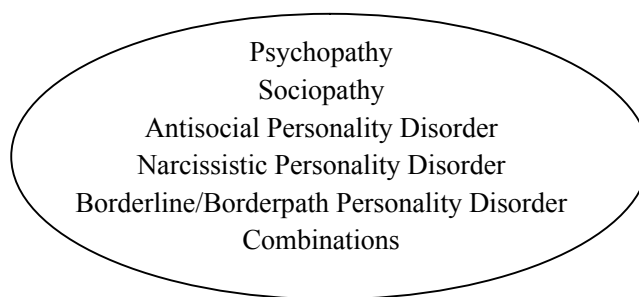 Psychopathy
Sociopathy
Antisocial Personality Disorder
Narcissistic Personality Disorder
Borderline/Borderpath Personality Disorder
Combinations